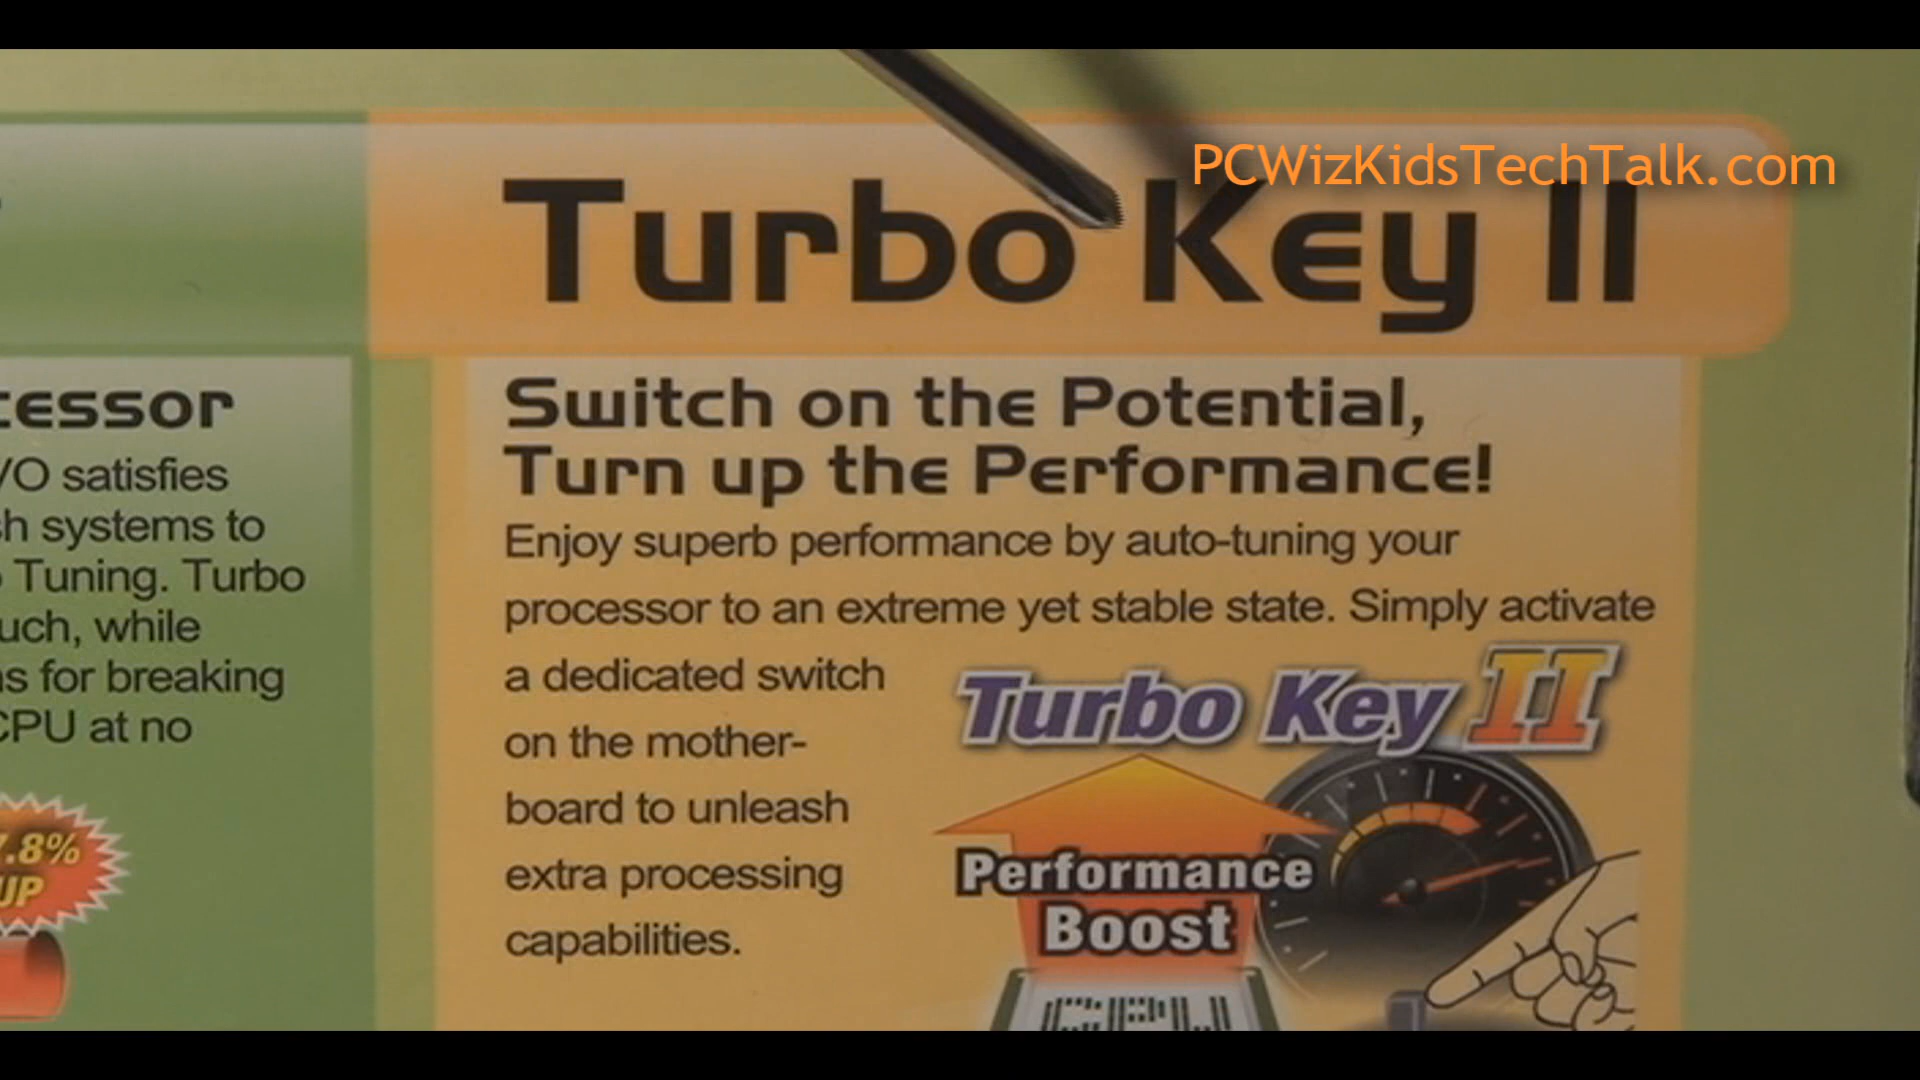 PCWizKidsTechTalk.com
Turbo Key II
satisfies
systems to
Tuning. Turbo
while
for breaking
CPU at no
7.8%
UP
Switch on the Potential,
Turn up the Performance!
Enjoy superb performance by auto-tuning your
processor to an extreme yet stable state. Simply activate
a dedicated switch
on the mother-
board to unleash
extra processing
capabilities.
Turbo Key II
Performance
Boost
CPU